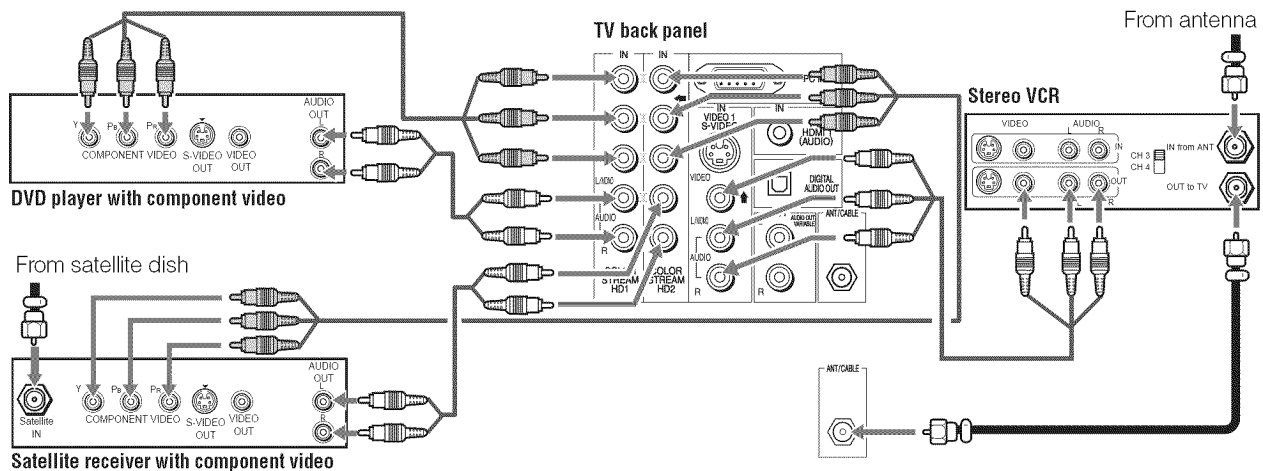 From antenna
TV back panel
IN IN
Stereo VCR
AUDIO
OUT
L
Y PB PR
COMPONENT VIDEO S-VIDEO VIDEO
OUT OUT
R
DVD player with component video
IN IN
VIDEO 1
S-VIDEO
HDMI
(AUDIO)
VIDEO
DIGITAL
AUDIO OUT
L/MONO
AUDIO
R
L/MONO
AUDIO
R
AUDIO OUT
VARIABLE
R
ANT/CABLE
STREAM
HD1
COLOR
STREAM
HD2
VIDEO AUDIO
L R
IN
IN from ANT
CH 3
CH 4
OUT
OUT to TV
L R
From satellite dish
AUDIO
OUT
L
Y PB PR
Satellite
IN
COMPONENT VIDEO S-VIDEO VIDEO
OUT OUT
R
Satellite receiver with component video
ANT/CABLE